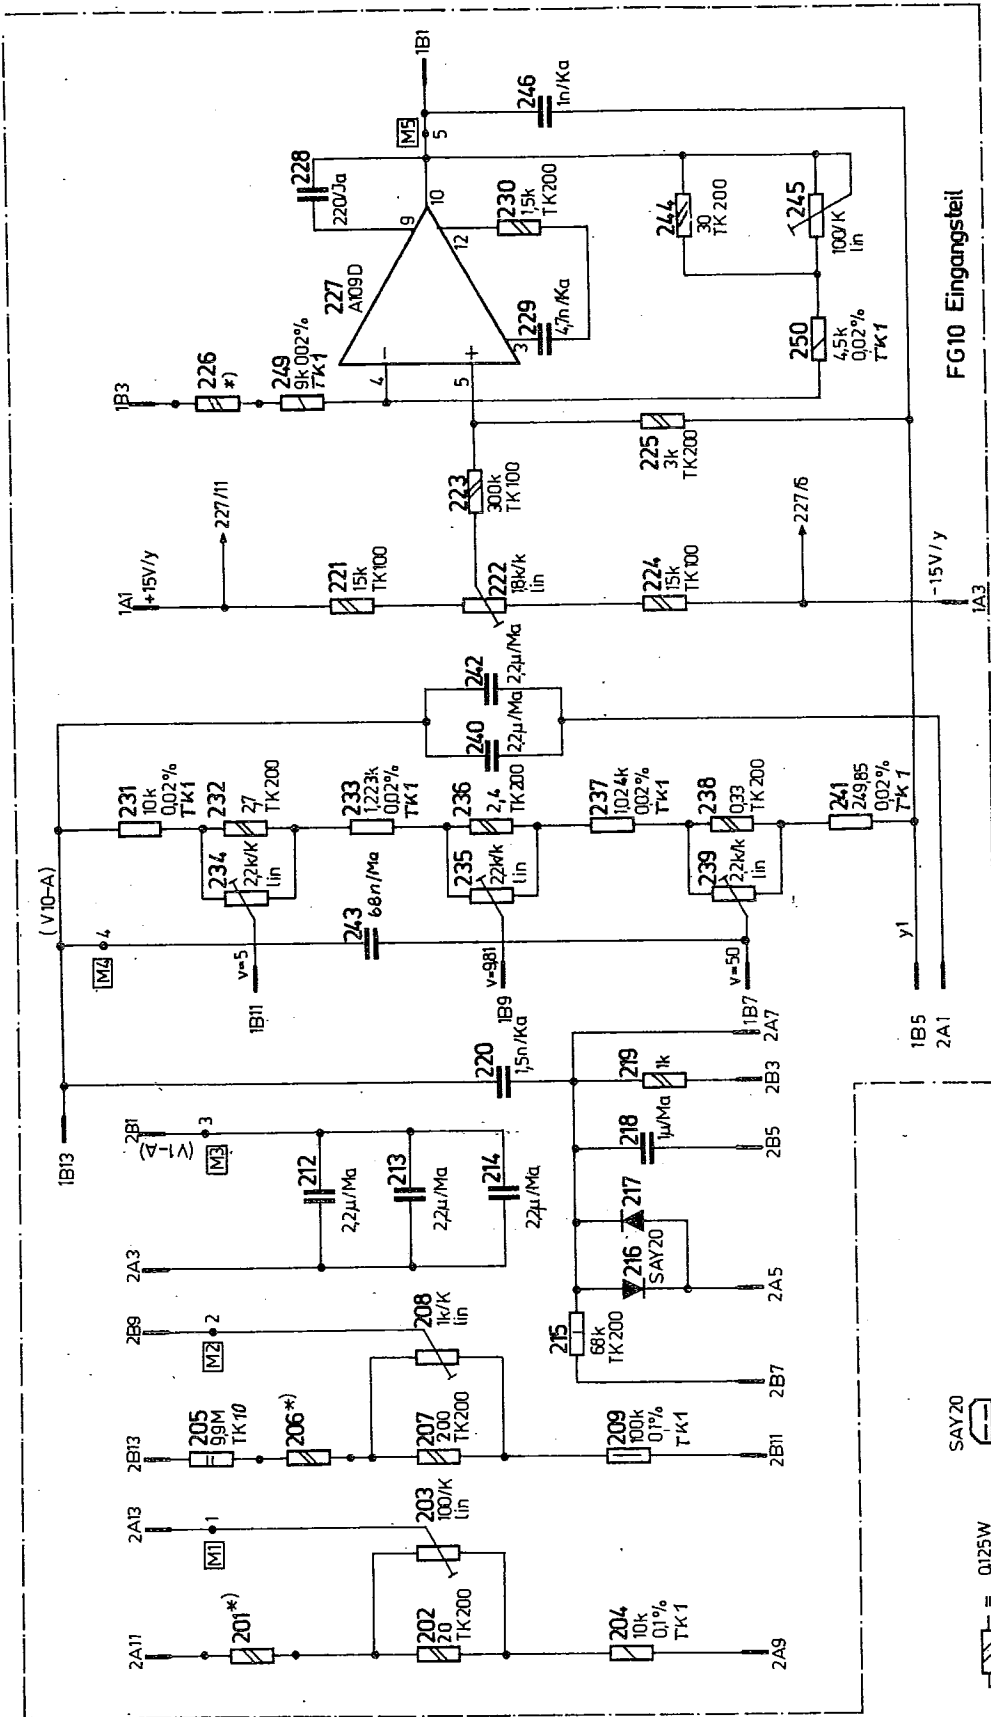 1B1
M5
5
246
1n/Ka
228
220/Ja
9
10
12
230
1,5k
TK200
227
A109D
3
229
4,7n/Ka
244
30
TK 200
245
100/K
lin
1B3
226
*)
249
9k 0,02%
TK1
4
5
−
+
250
4,5k
0,02%
TK1
FG10 Eingangsteil
223
300k
TK100
225
3k
TK200
1A1
+15V/y
227/11
221
15k
TK100
222
1,8k/k
lin
224
15k
TK100
227/6
-15V/y
1A3
242
2,2µ/Ma
240
2,2µ/Ma
(V10-A)
231
10k
0,02%
TK1
232
27
TK200
234
2,2k/K
lin
233
1,223k
0,02%
TK1
236
2,4
TK200
235
2,2k/k
lin
237
1,024k
0,02%
TK1
238
0,33
TK200
239
2,2k/k
lin
241
249,85
0,02%
TK1
M4
4
243
68n/Ma
v=5
1B11
v=9,81
1B9
v=50
1B7
y1
1B5
2A1
1B13
220
1,5n/Ka
2A7
219
1k
2B3
218
1µ/Ma
2B5
217
216
SAY20
2A5
215
68k
TK200
2B7
2B1
(V1-A)
3
M3
212
2,2µ/Ma
213
2,2µ/Ma
214
2,2µ/Ma
2A3
2B9
2
M2
208
1k/K
lin
2B13
205
9,9M
TK10
206*)
207
200
TK200
209
100k
0,1%
TK1
2B11
2A13
1
M1
203
100/K
lin
2A11
201*)
202
20
TK200
204
10k
0,1%
TK1
2A9
SAY20
= 0,125W